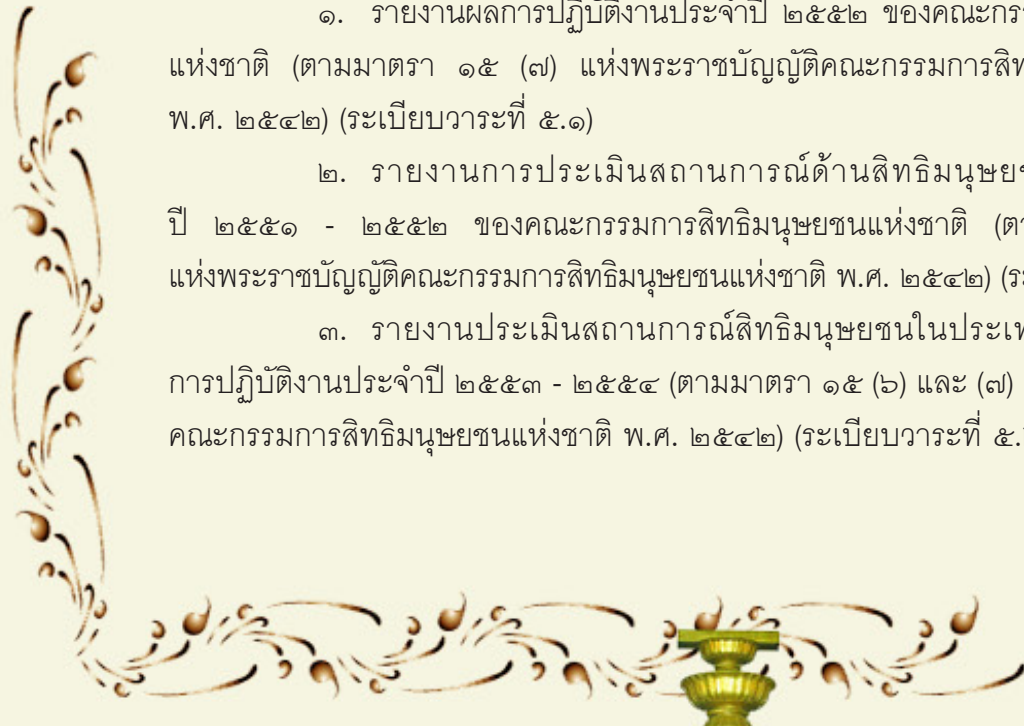 ๑. รายงานผลการปฏิบัติงานประจำปี ๒๕๕๒ ของ
แห่งชาติ (ตามมาตรา ๑๕ (๗) แห่งพระราชบัญญัติคณะกรรมการสิท
พ.ศ. ๒๕๔๒) (ระเบียบวาระที่ ๕.๑)
๒. รายงานการประเมินสถานการณ์ด้านสิทธิมนุษยช
ปี ๒๕๕๑ - ๒๕๕๒ ของคณะกรรมการสิทธิมนุษยชนแห่งชาติ
แห่งพระราชบัญญัติคณะกรรมการสิทธิมนุษยชนแห่งชาติ พ.ศ. ๒๕๔๒)
๓. รายงานประเมินสถานการณ์สิทธิมนุษยชนในประเท
การปฏิบัติงานประจำปี ๒๕๕๓ - ๒๕๕๔ (ตามมาตรา ๑๕ (๖) และ (๗)
คณะกรรมการสิทธิมนุษยชนแห่งชาติ พ.ศ. ๒๕๔๒) (ระเบียบวาระที่ ๕.